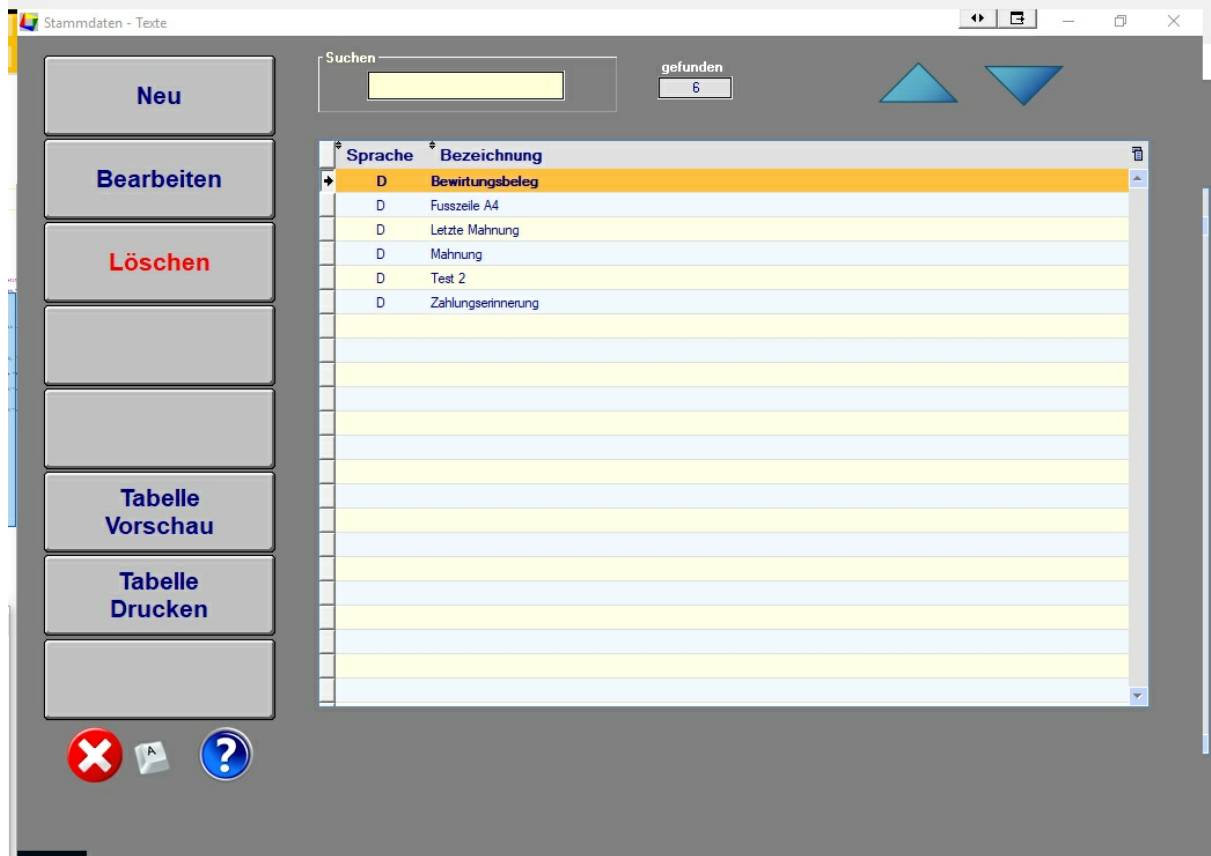 Stammdaten - Texte
Neu
Bearbeiten
Löschen
Tabelle
Vorschau
Tabelle
Drucken
A
?
Suchen
gefunden
6
Sprache Bezeichnung
D Bewirtungsbeleg
D Fusszeile A4
D Letzte Mahnung
D Mahnung
D Test 2
D Zahlungserinnerung